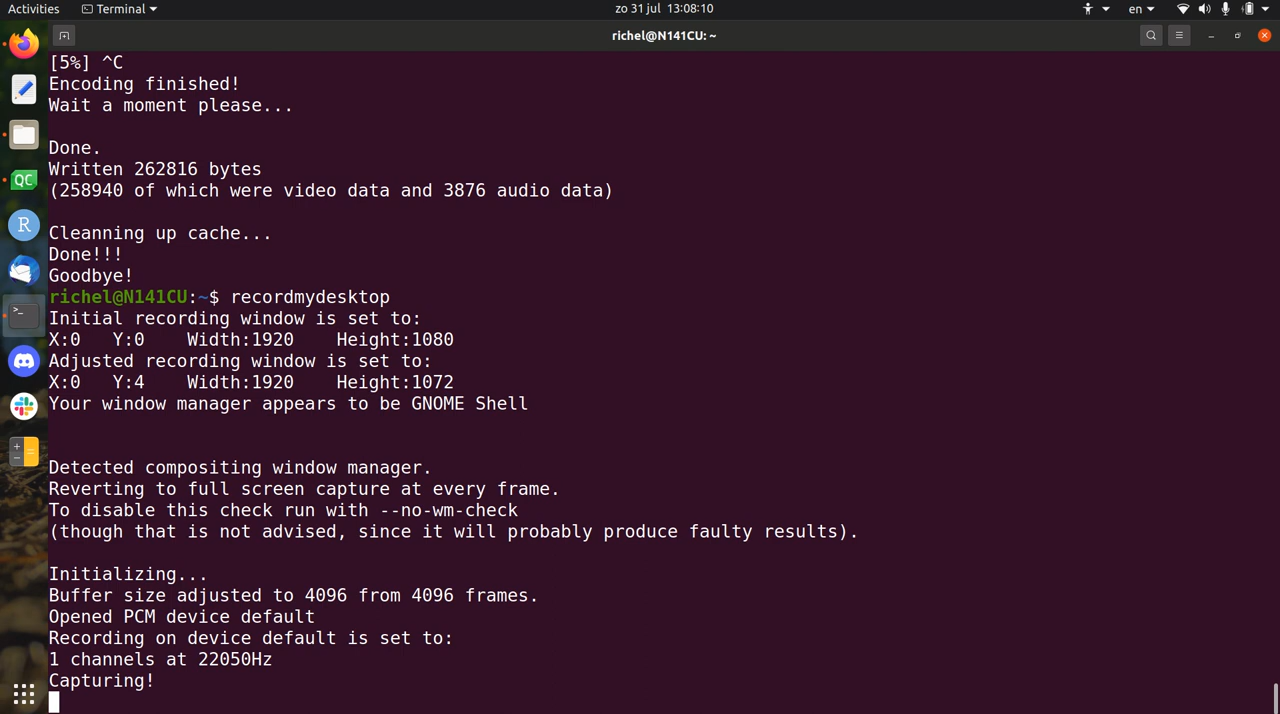 Activities Terminal zo 31 jul 13:08:10 en
richel@N141CU: ~
[5%] ^C
Encoding finished!
Wait a moment please...
Done.
Written 262816 bytes
(258940 of which were video data and 3876 audio data)
Cleanning up cache...
Done!!!
Goodbye!
richel@N141CU:~$ recordmydesktop
Initial recording window is set to:
X:0 Y:0 Width:1920 Height:1080
Adjusted recording window is set to:
X:0 Y:4 Width:1920 Height:1072
Your window manager appears to be GNOME Shell
Detected compositing window manager.
Reverting to full screen capture at every frame.
To disable this check run with --no-wm-check
(though that is not advised, since it will probably produce faulty results).
Initializing...
Buffer size adjusted to 4096 from 4096 frames.
Opened PCM device default
Recording on device default is set to:
1 channels at 22050Hz
Capturing!
QC
R
>_